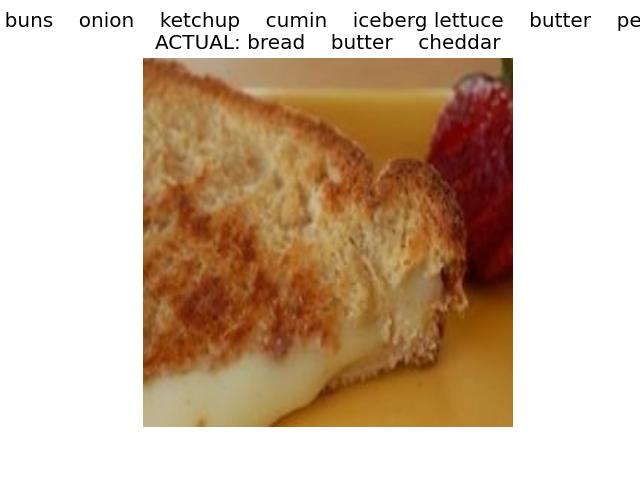 buns onion ketchup cumin iceberg lettuce butter
ACTUAL: bread butter cheddar